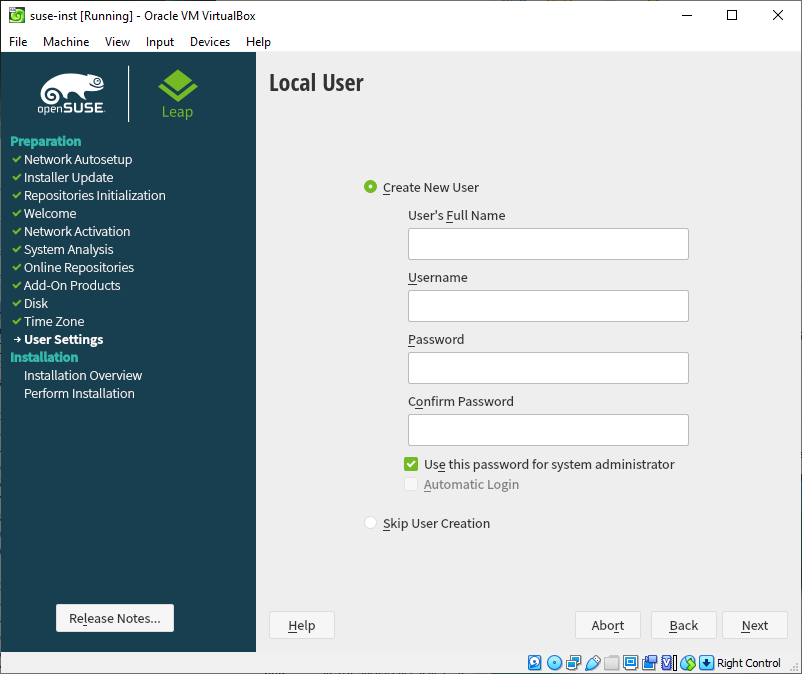 suse-inst [Running] - Oracle VM VirtualBox
File Machine View Input Devices Help
openSUSE.
Leap
Preparation
Network Autosetup
Installer Update
Repositories Initialization
Welcome
Network Activation
System Analysis
Online Repositories
Add-On Products
Disk
Time Zone
User Settings
Installation
Installation Overview
Perform Installation
Release Notes...
Local User
Create New User
User's Full Name
Username
Password
Confirm Password
Use this password for system administrator
Automatic Login
Skip User Creation
Help Abort Back Next
Right Control